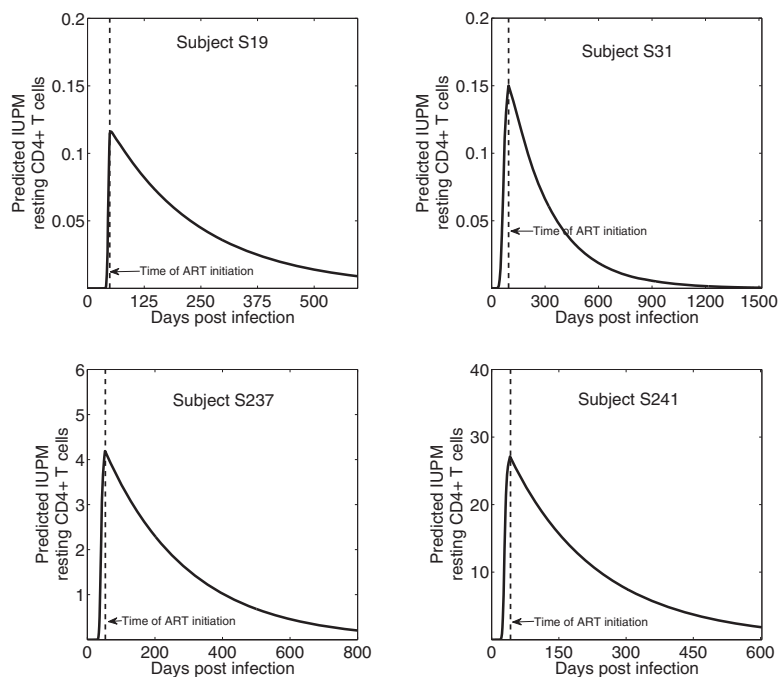 Subject S19
Predicted IUPM
resting CD4+ T cells
0.2
0.15
0.1
0.05
Time of ART initiation
0
125
250
375
500
Days post infection
Subject S31
Predicted IUPM
resting CD4+ T cells
0.2
0.15
0.1
0.05
Time of ART initiation
0
300
600
900
1200
1500
Days post infection
Subject S237
Predicted IUPM
resting CD4+ T cells
6
5
4
3
2
1
Time of ART initiation
0
200
400
600
800
Days post infection
Subject S241
Predicted IUPM
resting CD4+ T cells
40
30
20
10
Time of ART initiation
0
150
300
450
600
Days post infection